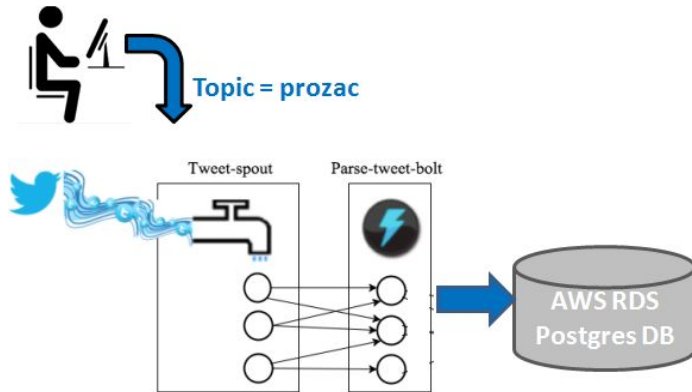 Topic = prozac
Tweet-spout
Parse-tweet-bolt
AWS RDS
Postgres DB